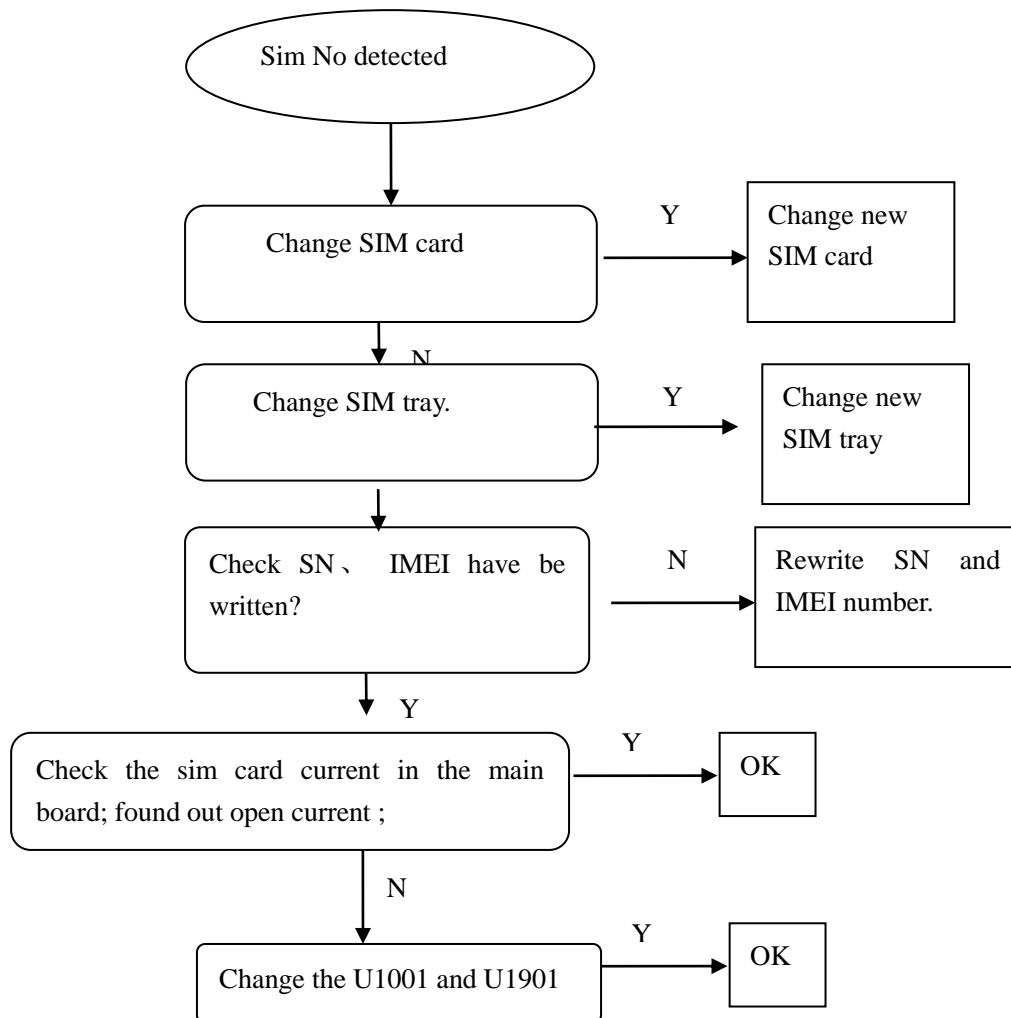 Sim No detected
Change SIM card
Y
Change new
SIM card
N
Change SIM tray.
Y
Change new
SIM tray
Check SN、 IMEI have be
written?
N
Rewrite SN and
IMEI number.
Y
Check the sim card current in the main
board; found out open current ;
Y
OK
N
Change the U1001 and U1901
Y
OK